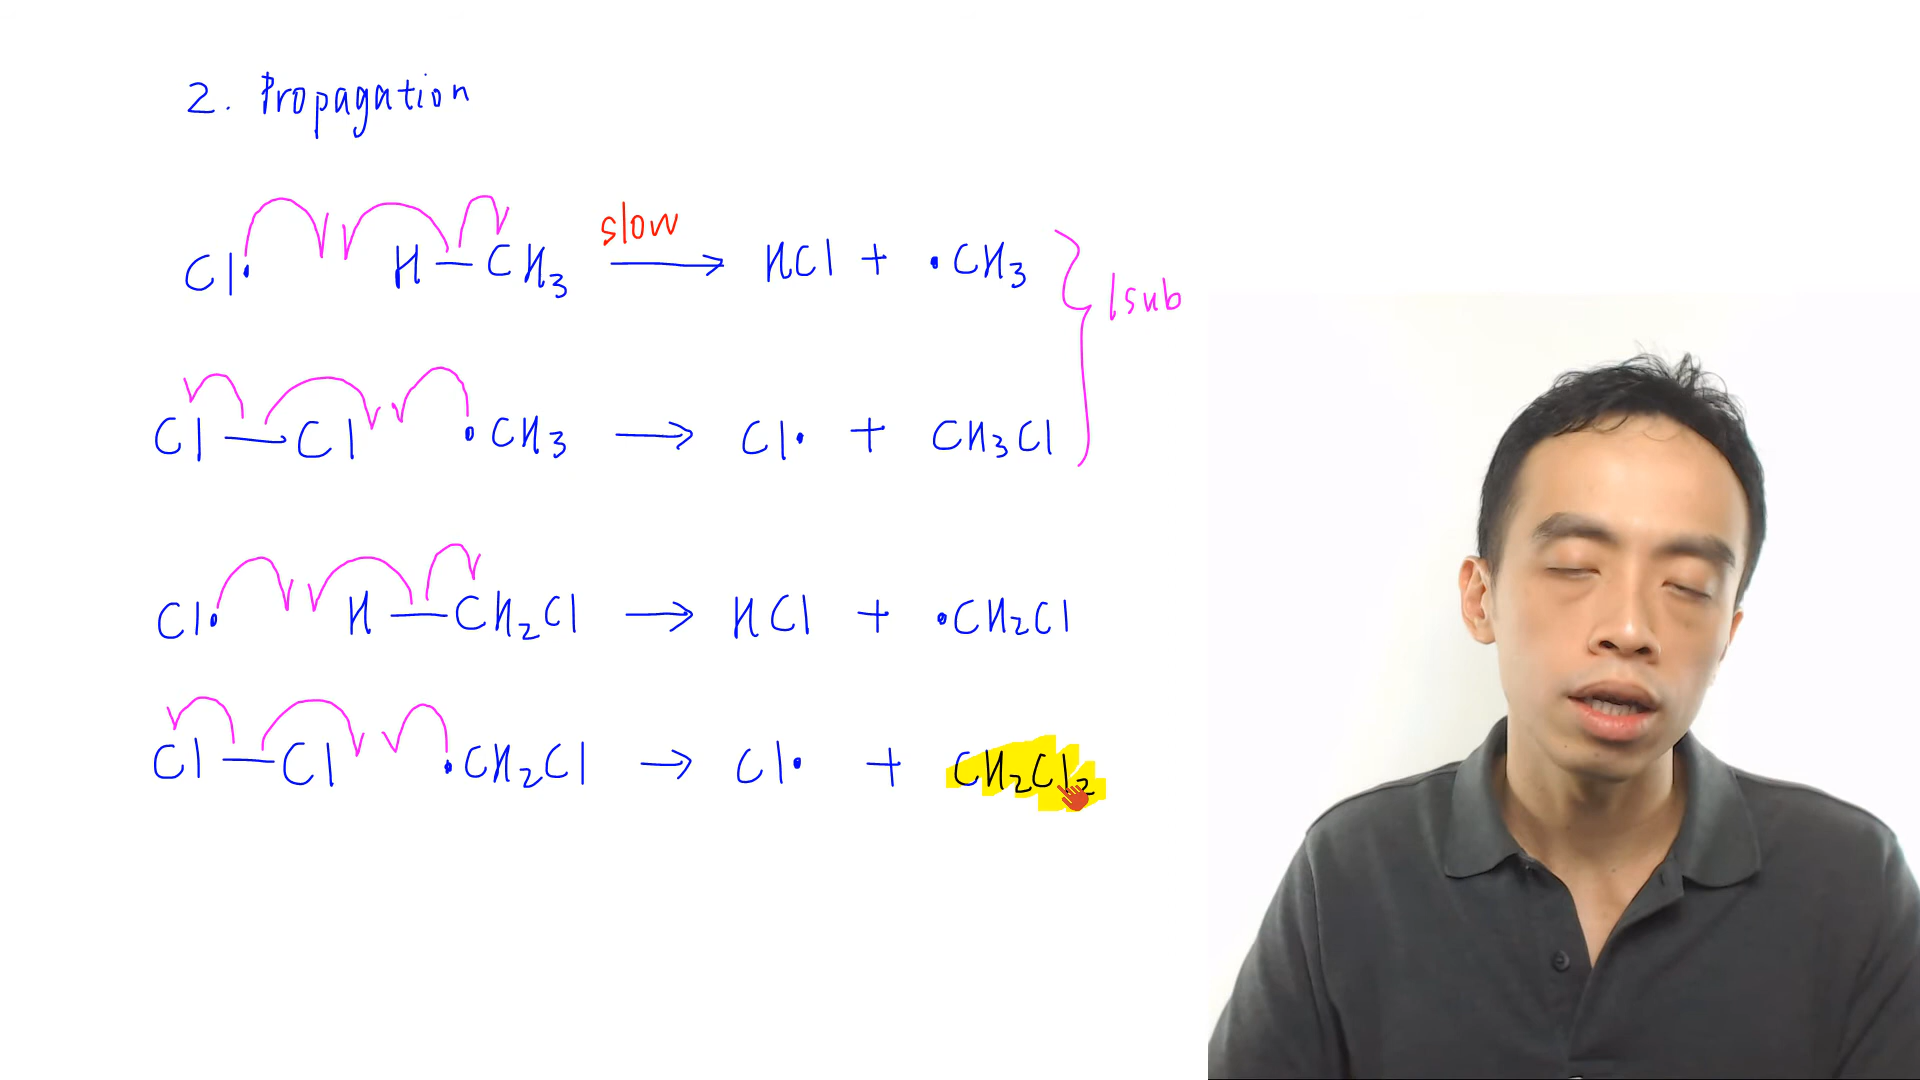 2. Propagation
slow
Cl• H—CH₃ → HCl + •CH₃
1sub
Cl—Cl •CH₃ → Cl• + CH₃Cl
Cl• H—CH₂Cl → HCl + •CH₂Cl
Cl—Cl •CH₂Cl → Cl• + CH₂Cl₂